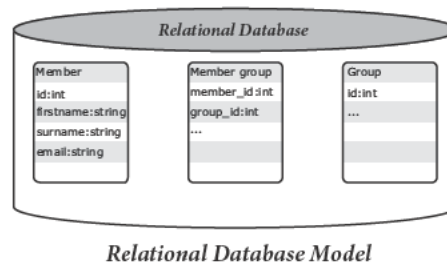 Relational Database
Member
id:int
firstname:string
surname:string
email:string
Member group
member_id:int
group_id:int
...
Group
id:int
...
Relational Database Model